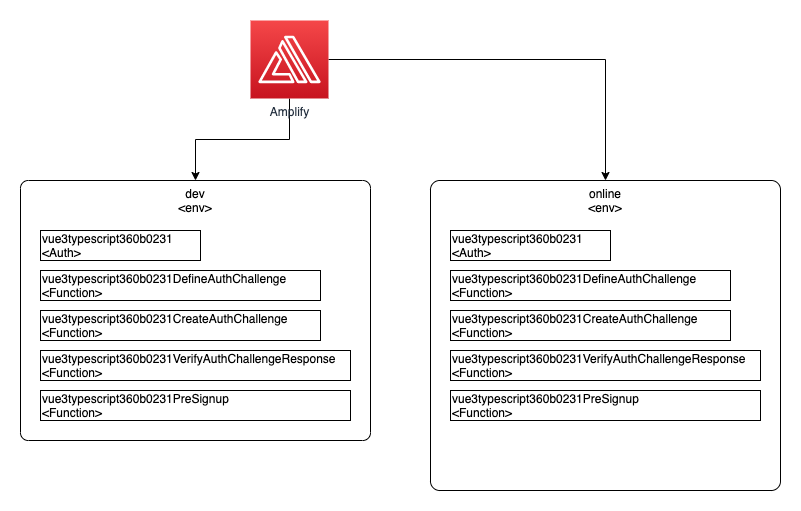 Amplify
dev
<env>
vue3typescript360b0231
<Auth>
vue3typescript360b0231DefineAuthChallenge
<Function>
vue3typescript360b0231CreateAuthChallenge
<Function>
vue3typescript360b0231VerifyAuthChallengeResponse
<Function>
vue3typescript360b0231PreSignup
<Function>
online
<env>
vue3typescript360b0231
<Auth>
vue3typescript360b0231DefineAuthChallenge
<Function>
vue3typescript360b0231CreateAuthChallenge
<Function>
vue3typescript360b0231VerifyAuthChallengeResponse
<Function>
vue3typescript360b0231PreSignup
<Function>